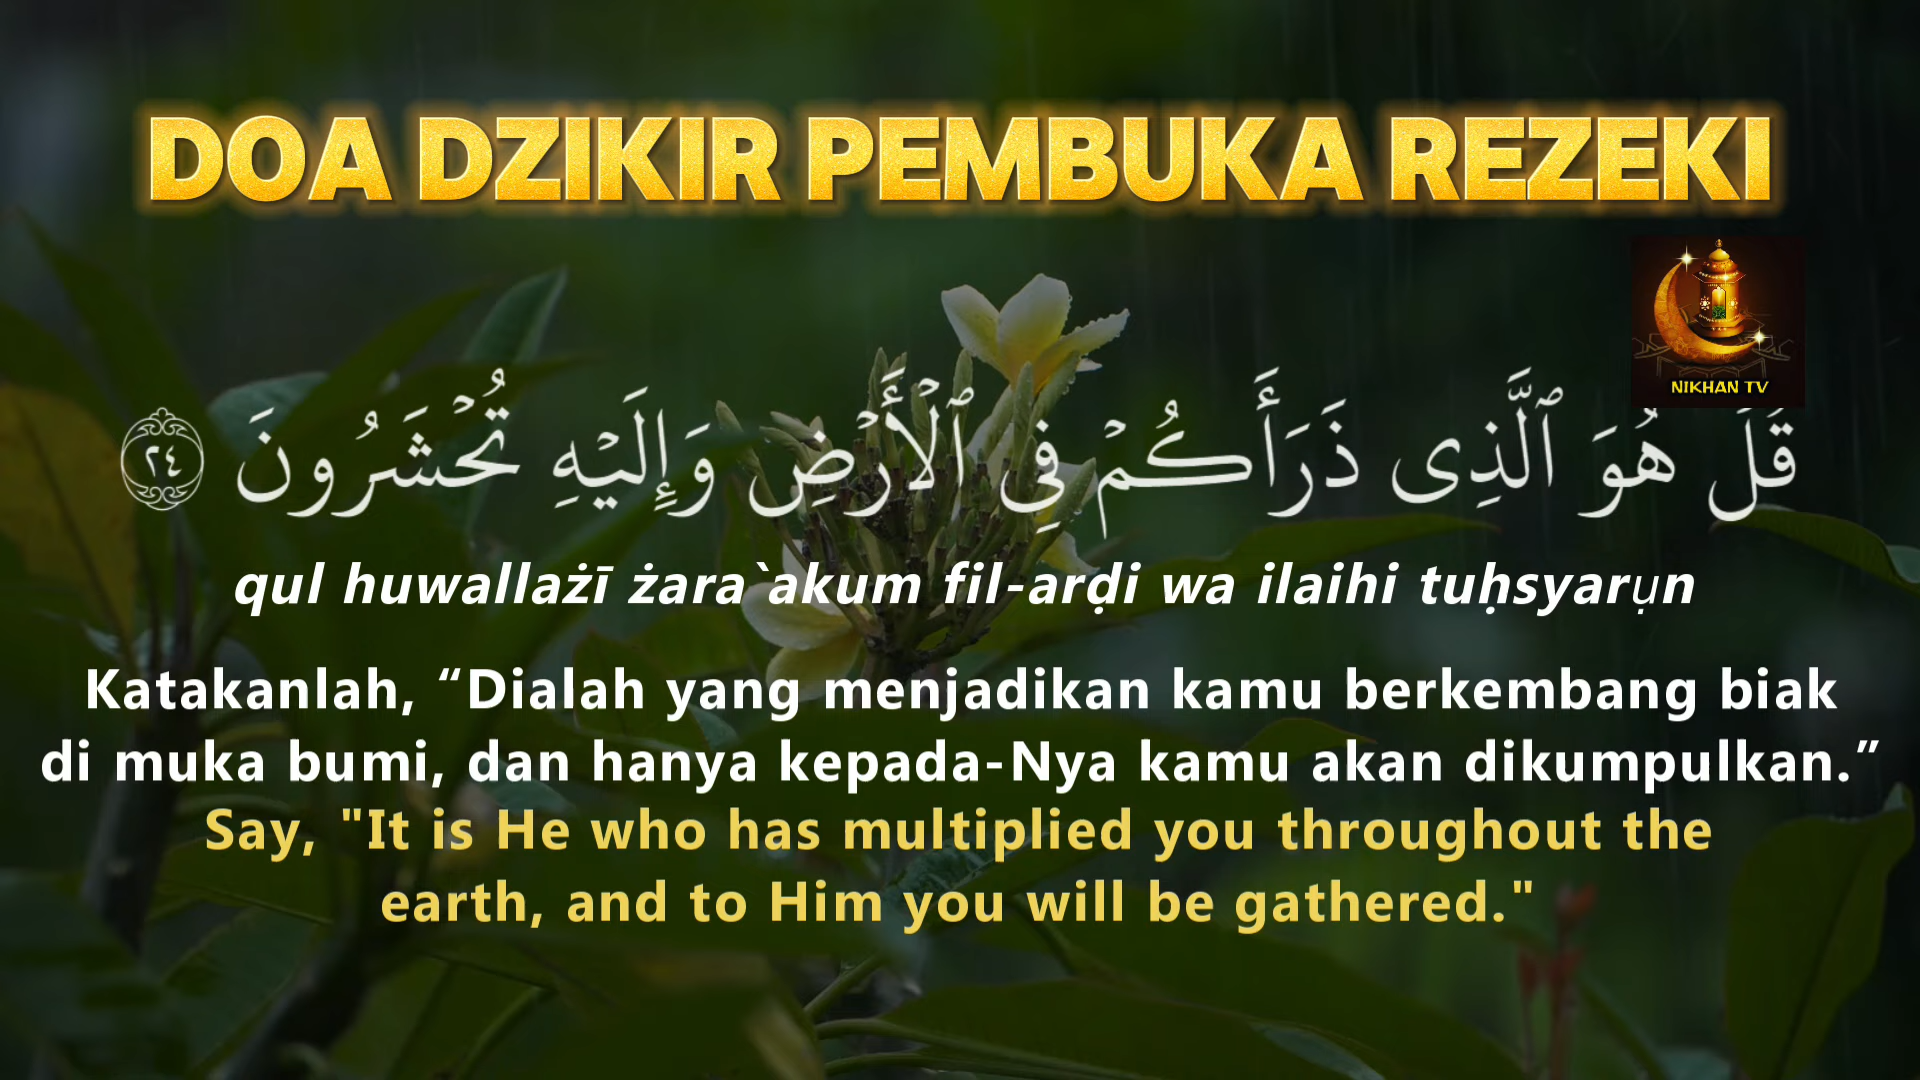 DOA DZIKIR PEMBUKA REZEKI
NIKHAN TV
قُلۡ هُوَ ٱلَّذِى ذَرَأَكُمۡ فِى ٱلۡأَرۡضِ وَإِلَيۡهِ تُحۡشَرُونَ ٢٤
qul huwallażī żara`akum fil-arḍi wa ilaihi tuḥsyarụn
Katakanlah, “Dialah yang menjadikan kamu berkembang biak
di muka bumi, dan hanya kepada-Nya kamu akan dikumpulkan.”
Say, "It is He who has multiplied you throughout the
earth, and to Him you will be gathered."